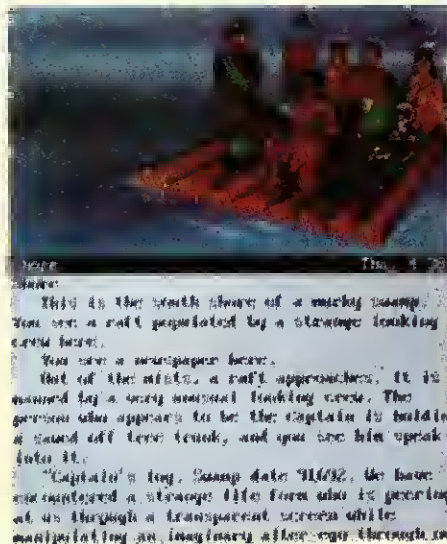 Shore
Shore
This is the south shore of a murky swamp.
You see a raft populated by a strange looking
crew here.
You see a newspaper here.
Out of the mists, a raft approaches. It is
manned by a very unusual looking crew. The
person who appears to be the captain is holding
a sawed off tree trunk, and you see him speak
into it.
"Captain's log, Swamp date 91692. We have
encountered a strange life form who is peering
at us through a transparent screen while
manipulating an imaginary alter-ego through